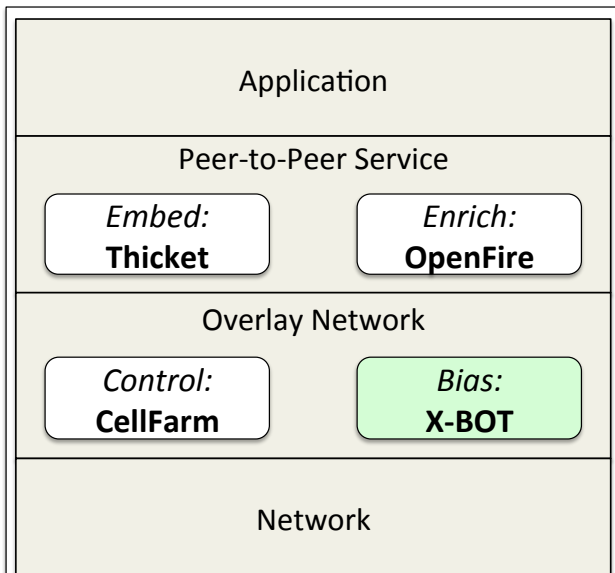 Application
Peer-to-Peer Service
Embed:
Thicket
Enrich:
OpenFire
Overlay Network
Control:
CellFarm
Bias:
X-BOT
Network